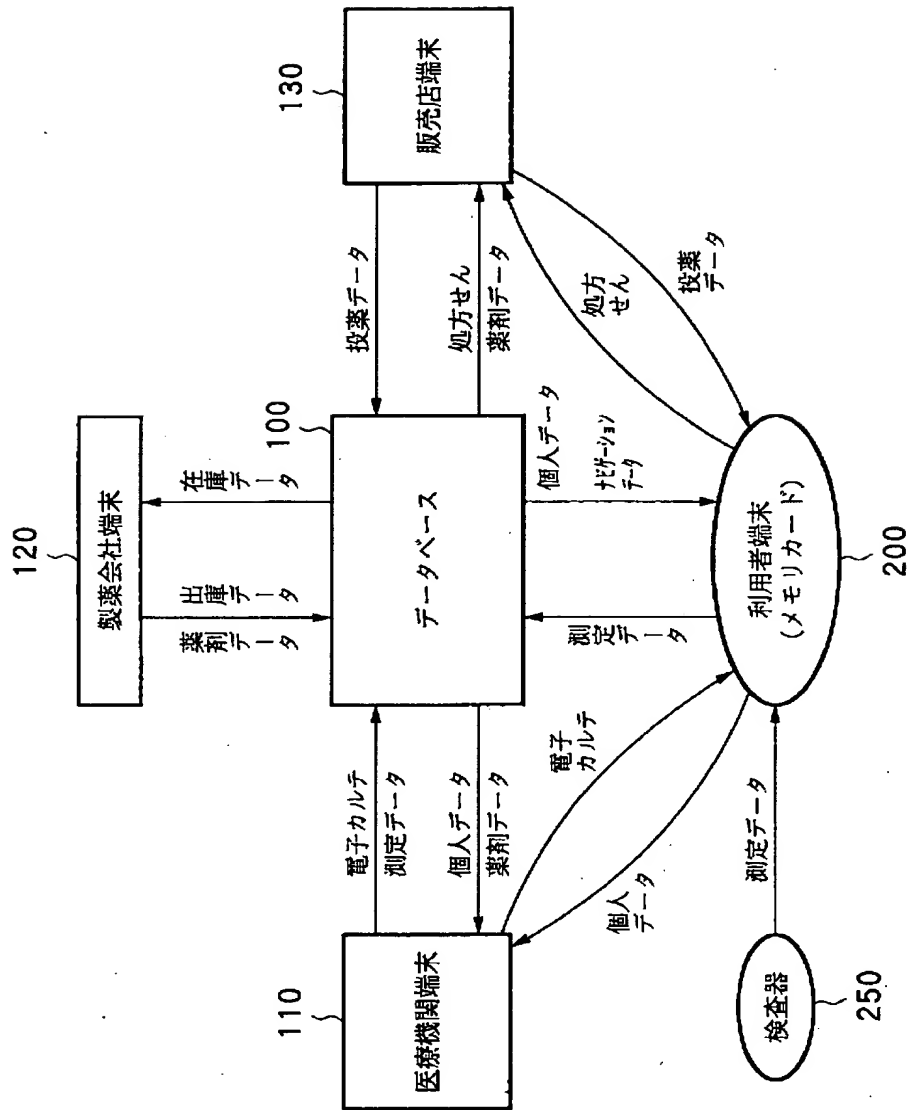 120
製薬会社端末
薬剤データ
出庫データ
在庫データ
110
医療機関端末
電子カルテ
測定データ
個人データ
薬剤データ
100
データベース
投薬データ
処方せん
薬剤データ
130
販売店端末
電子
カルテ
個人
データ
測定データ
個人データ
ナビゲーション
データ
処方
せん
投薬
データ
検査器
250
測定データ
利用者端末
(メモリカード)
200